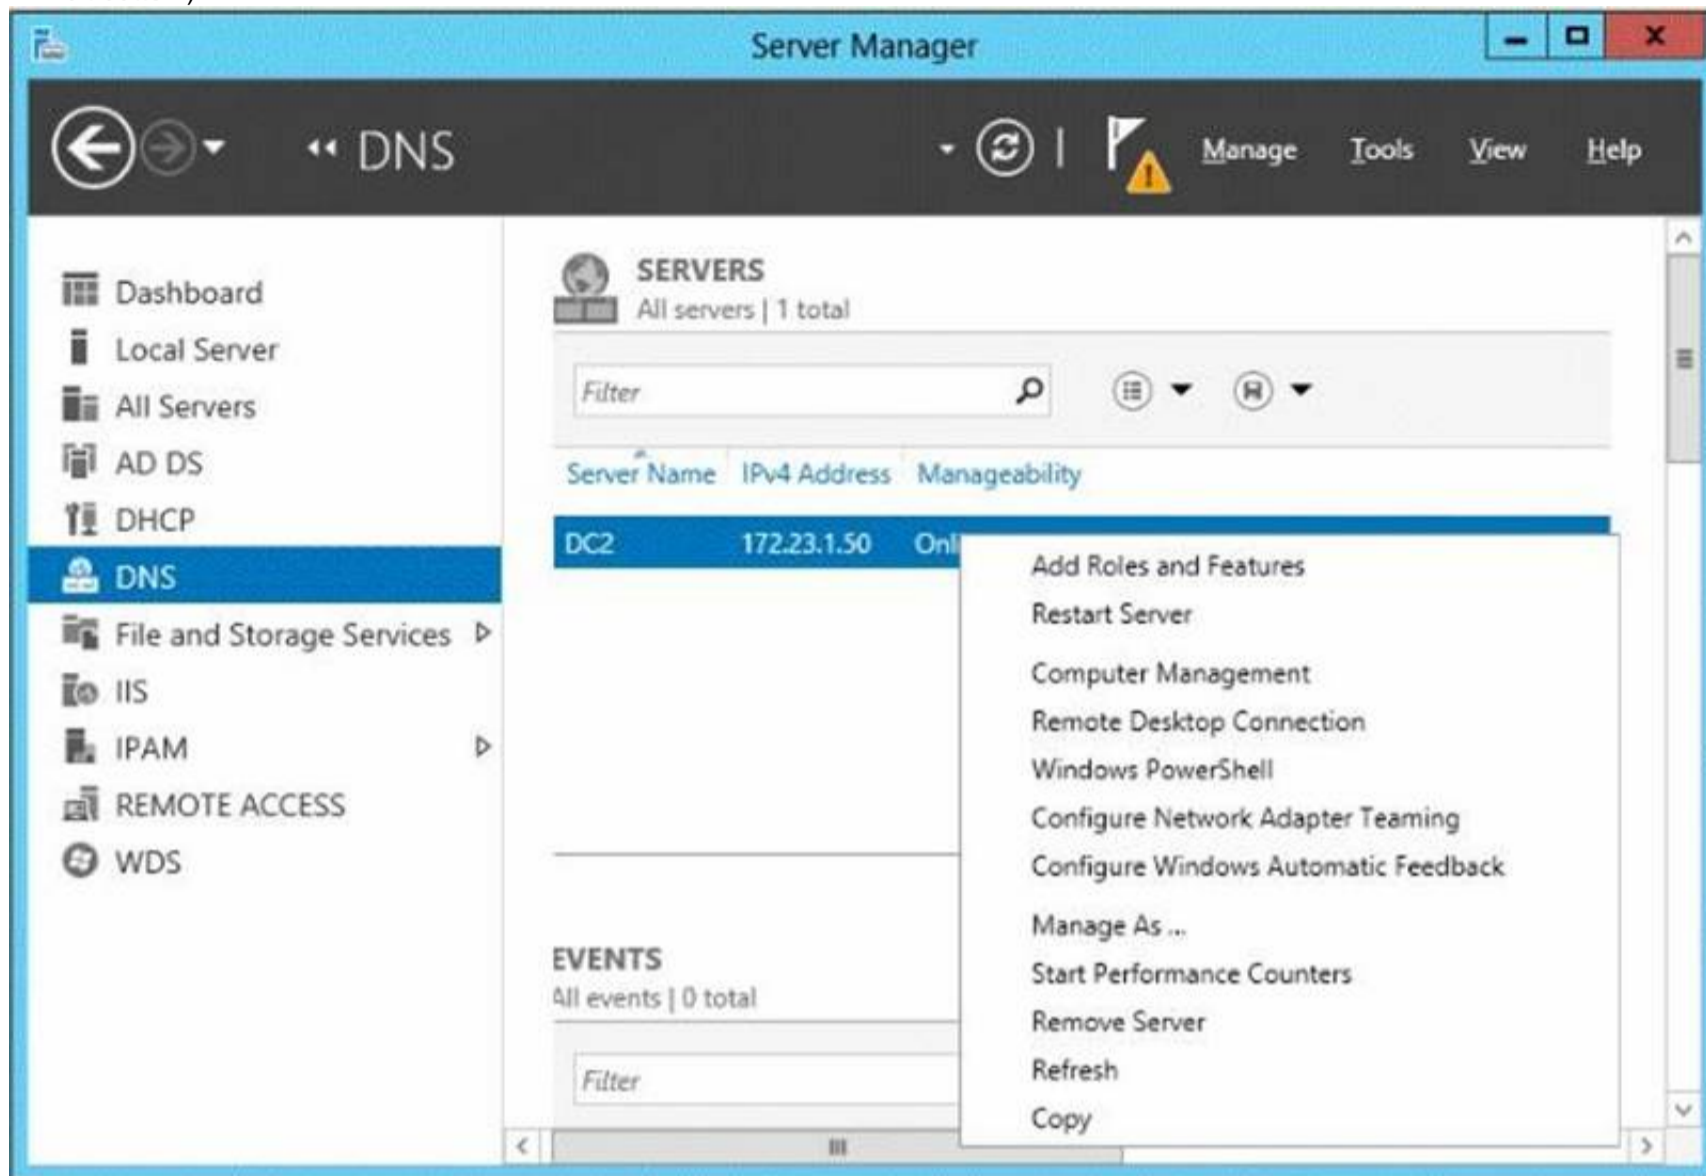 Server Manager
DNS
Manage Tools View Help
Dashboard
Local Server
All Servers
AD DS
DHCP
DNS
File and Storage Services
IIS
IPAM
REMOTE ACCESS
WDS
SERVERS
All servers | 1 total
Filter
Server Name IPv4 Address Manageability
DC2 172.23.1.50 Onl
Add Roles and Features
Restart Server
Computer Management
Remote Desktop Connection
Windows PowerShell
Configure Network Adapter Teaming
Configure Windows Automatic Feedback
Manage As ...
Start Performance Counters
Remove Server
Refresh
Copy
EVENTS
All events | 0 total
Filter